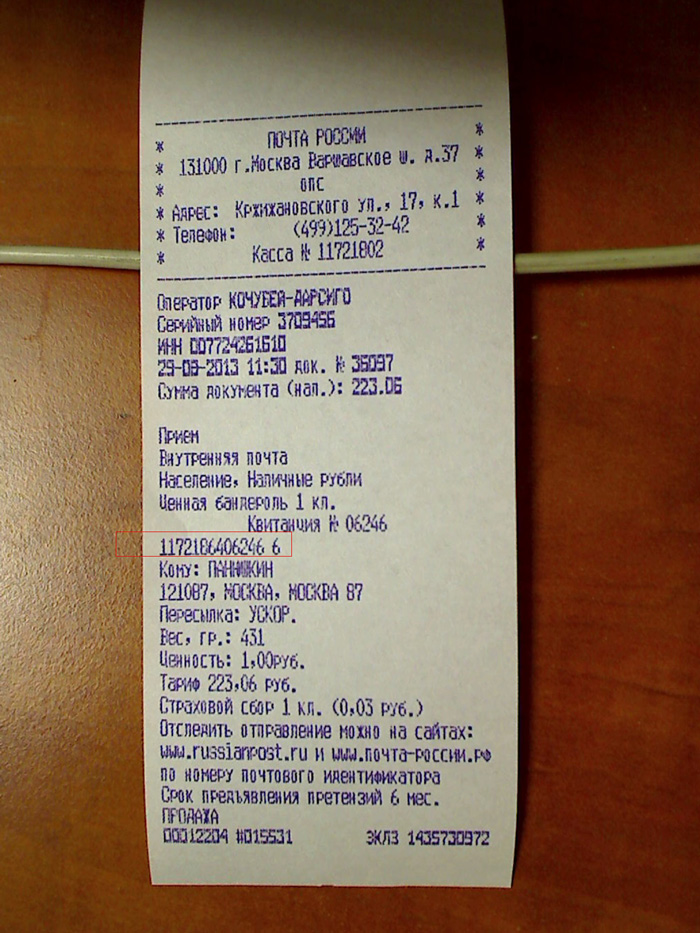 * ПОЧТА РОССИИ *
* 131000 г.Москва Варшавское ш. д.37 *
* ОПС *
* Адрес: Кржижановского ул., 17, к.1 *
* Телефон: (499)125-32-42 *
* Касса № 11721802 *
Оператор КОЧУБЕЙ-ДАРСИГО
Серийный номер 3709456
ИНН 007724261610
29-08-2013 11:30 док. № 36097
Сумма документа (нал.): 223.06
Прием
Внутренняя почта
Население, Наличные рубли
Ценная бандероль 1 кл.
Квитанция № 06246
1172186406246 6
Кому: ПАНЮШКИН
121087, МОСКВА, МОСКВА 87
Пересылка: УСКОР.
Вес, гр.: 431
Ценность: 1,00руб.
Тариф 223,06 руб.
Страховой сбор 1 кл. (0,03 руб.)
Отследить отправление можно на сайтах:
www.russianpost.ru и www.почта-россии.рф
по номеру почтового идентификатора
Срок предъявления претензий 6 мес.
ПРОДАЖА
00012204 #015531 ЭКЛЗ 1435730972